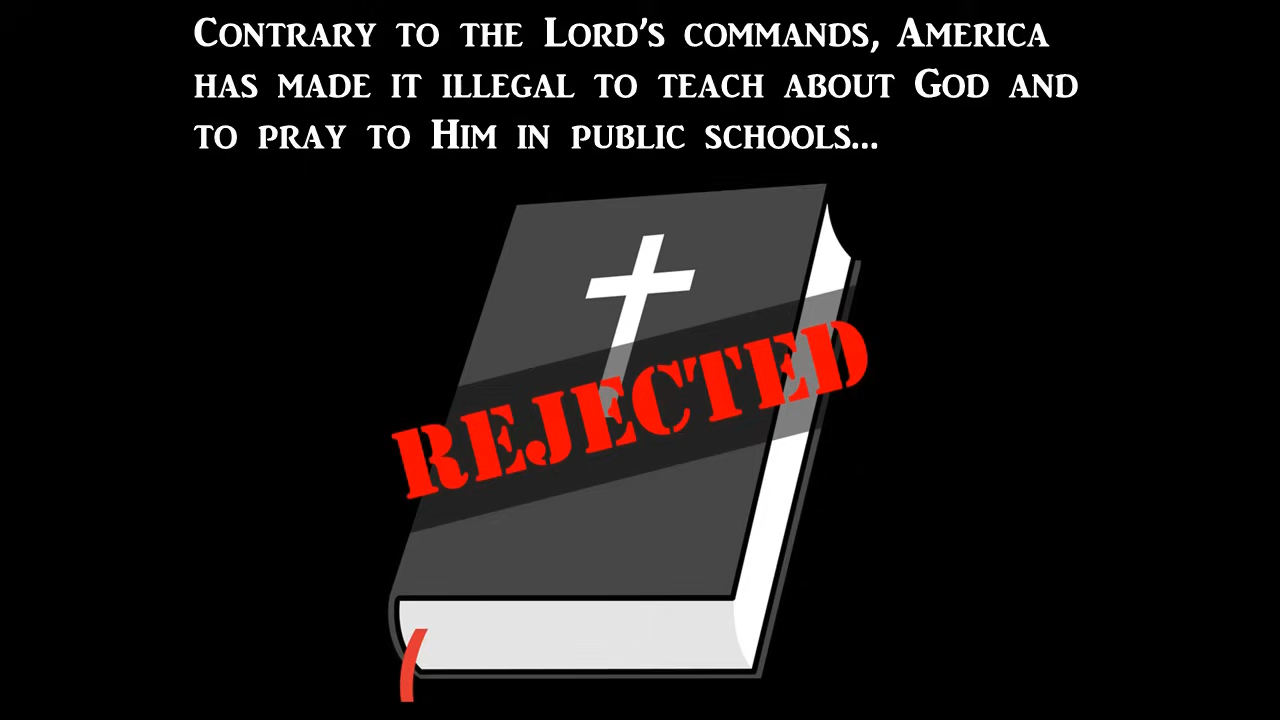 Contrary to the Lord's commands, America
has made it illegal to teach about God and
to pray to Him in public schools...
REJECTED